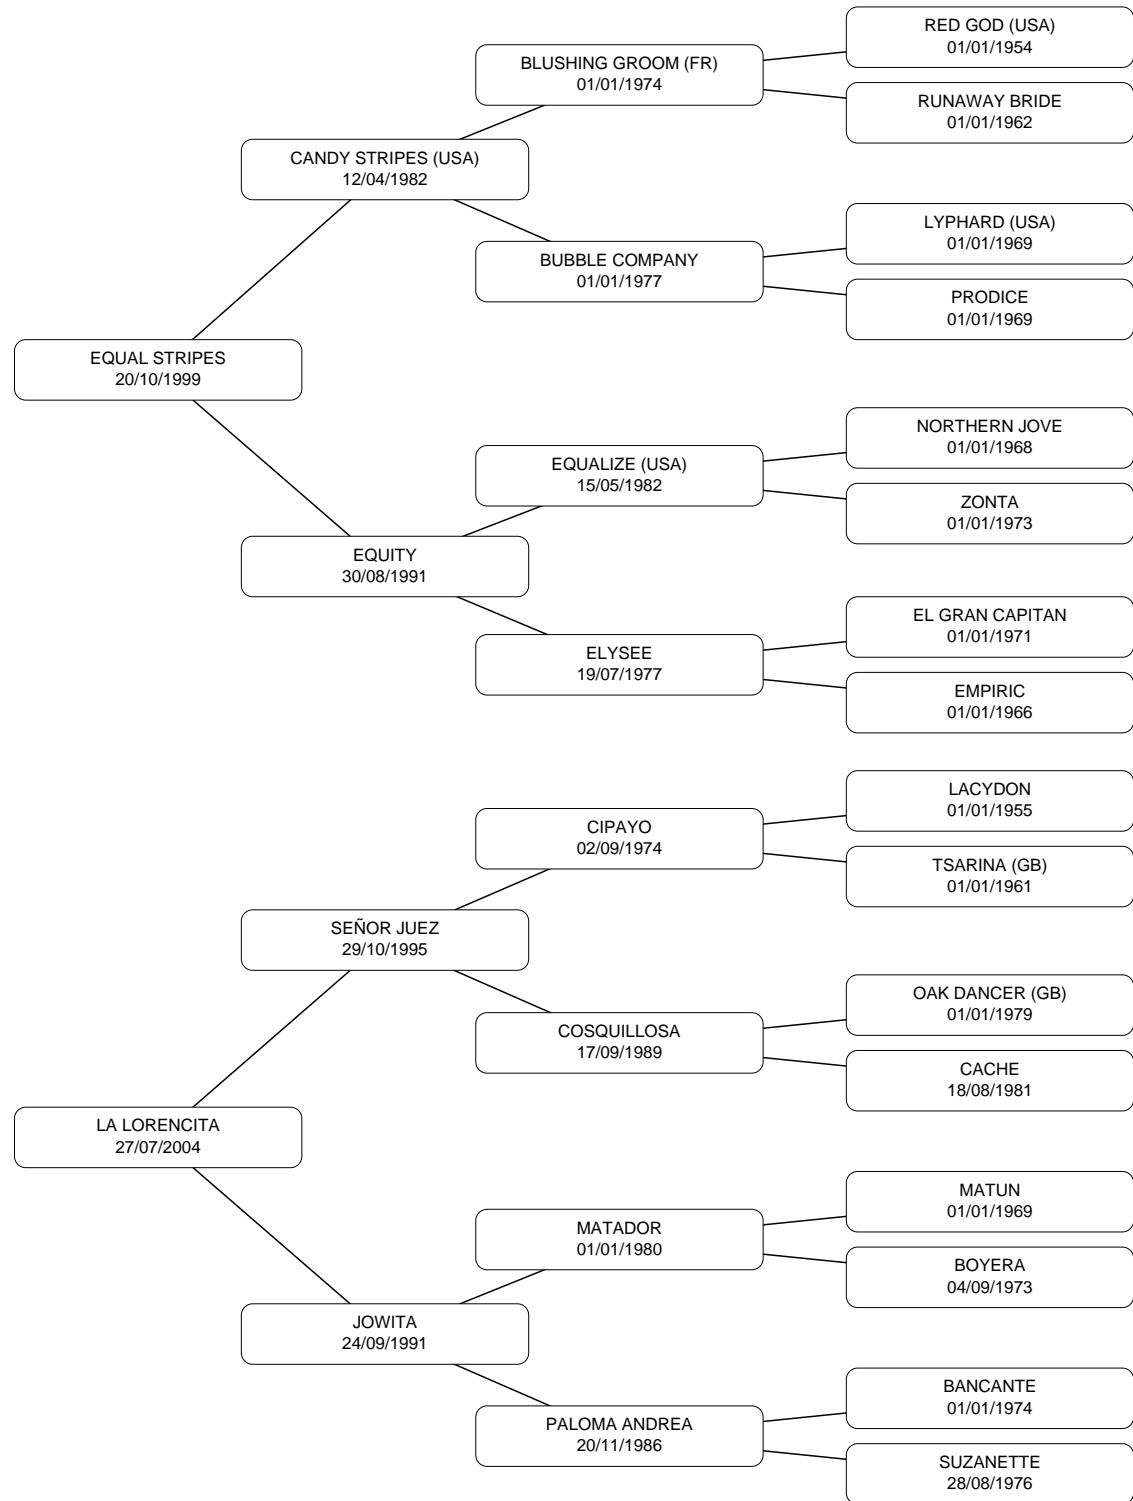 RED GOD (USA)
01/01/1954
BLUSHING GROOM (FR)
01/01/1974
RUNAWAY BRIDE
01/01/1962
CANDY STRIPES (USA)
12/04/1982
LYPHARD (USA)
01/01/1969
BUBBLE COMPANY
01/01/1977
PRODICE
01/01/1969
EQUAL STRIPES
20/10/1999
NORTHERN JOVE
01/01/1968
EQUALIZE (USA)
15/05/1982
ZONTA
01/01/1973
EQUITY
30/08/1991
EL GRAN CAPITAN
01/01/1971
ELYSEE
19/07/1977
EMPIRIC
01/01/1966
LACYDON
01/01/1955
CIPAYO
02/09/1974
TSARINA (GB)
01/01/1961
SEÑOR JUEZ
29/10/1995
OAK DANCER (GB)
01/01/1979
COSQUILLOSA
17/09/1989
CACHE
18/08/1981
LA LORENCITA
27/07/2004
MATUN
01/01/1969
MATADOR
01/01/1980
BOYERA
04/09/1973
JOWITA
24/09/1991
BANCANTE
01/01/1974
PALOMA ANDREA
20/11/1986
SUZANETTE
28/08/1976